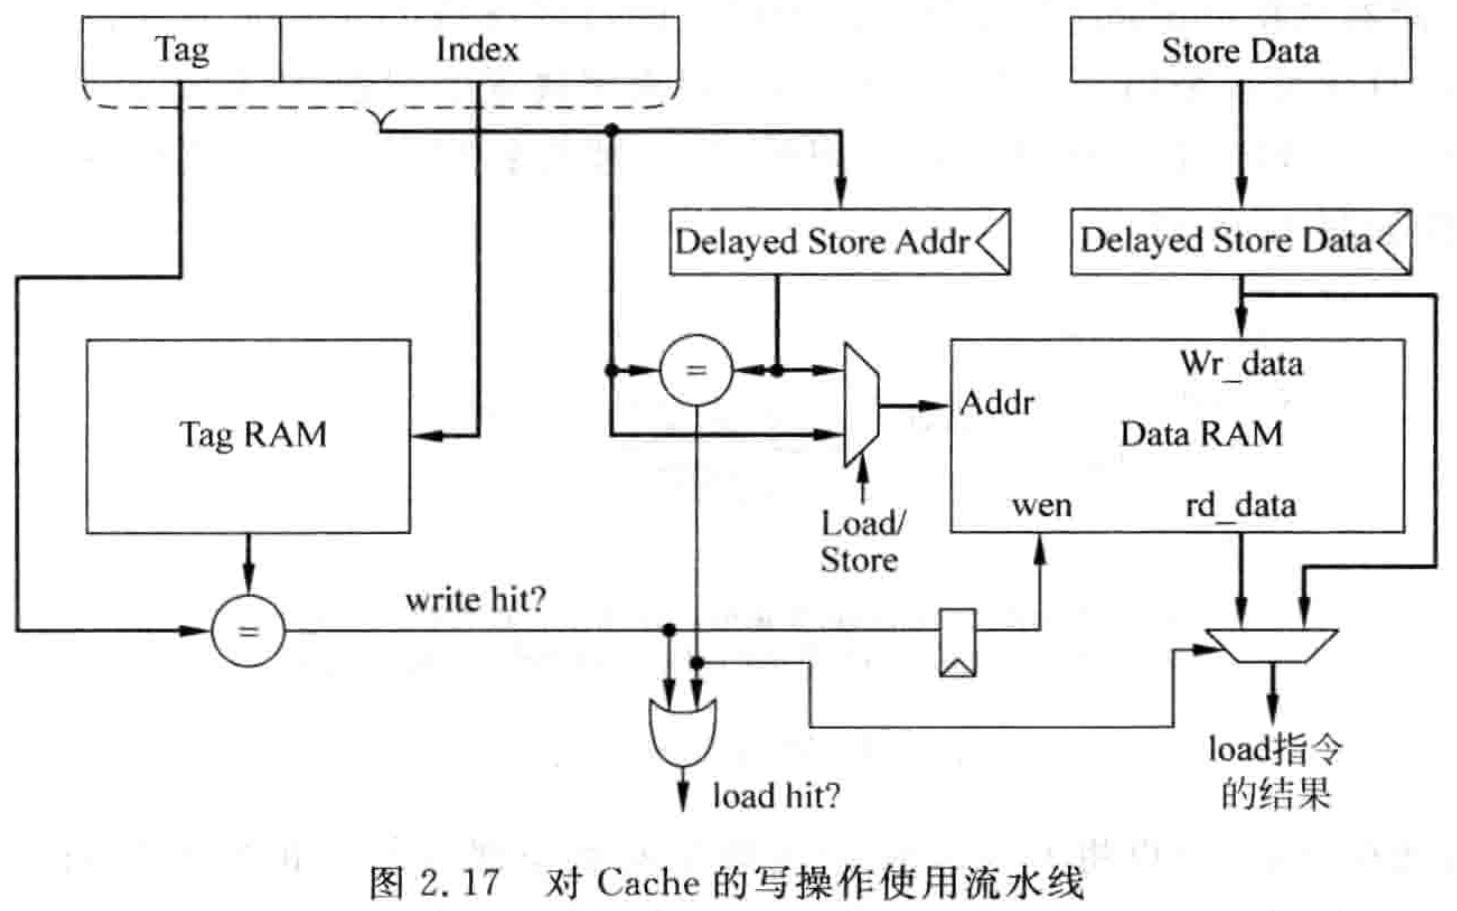 Tag
Index
Store Data
Delayed Store Addr
Delayed Store Data
=
Wr_data
Addr
Tag RAM
Data RAM
wen
rd_data
Load/
Store
write hit?
=
load指令
的结果
load hit?
图 2.17 对 Cache 的写操作使用流水线